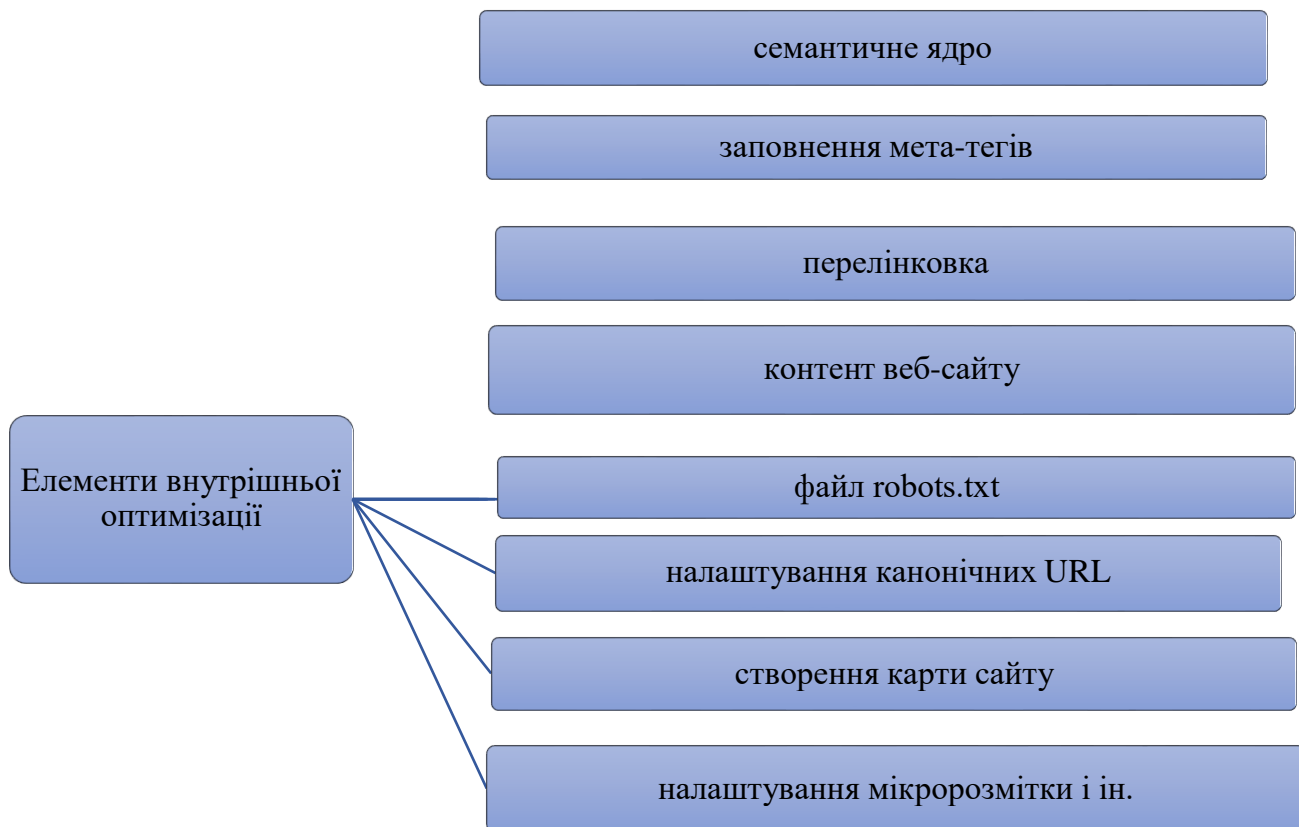 семантичне ядро
заповнення мета-тегів
перелінковка
контент веб-сайту
Елементи внутрішньої
оптимізації
файл robots.txt
налаштування канонічних URL
створення карти сайту
налаштування мікророзмітки і ін.